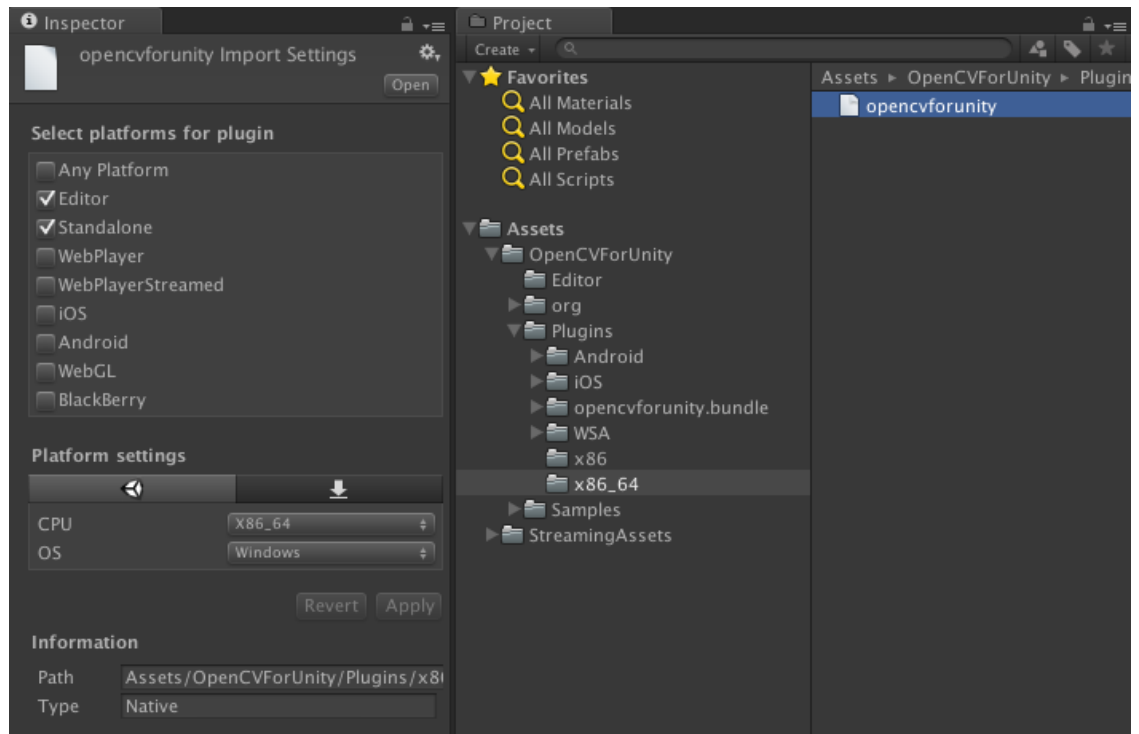 Inspector
opencvforunity Import Settings
Open
Select platforms for plugin
Any Platform
Editor
Standalone
WebPlayer
WebPlayerStreamed
iOS
Android
WebGL
BlackBerry
Platform settings
CPU X86_64
OS Windows
Revert Apply
Information
Path Assets/OpenCVForUnity/Plugins/x8
Type Native
Project
Create
Favorites
All Materials
All Models
All Prefabs
All Scripts
Assets
OpenCVForUnity
Editor
org
Plugins
Android
iOS
opencvforunity.bundle
WSA
x86
x86_64
Samples
StreamingAssets
Assets ▸ OpenCVForUnity ▸ Plugin
opencvforunity